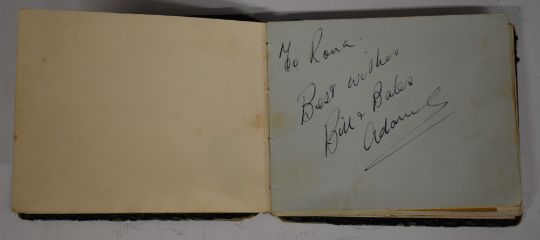 To Rona.
Best wishes
Bill & Babs
Adams